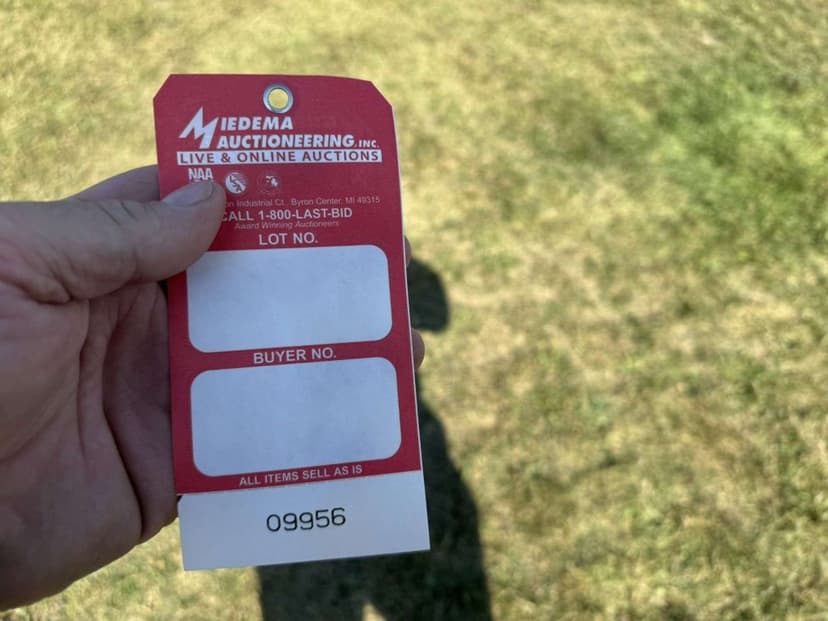 MIEDEMA
AUCTIONEERING, INC.
LIVE & ONLINE AUCTIONS
NAA
Industrial Ct., Byron Center, MI 49315
CALL 1-800-LAST-BID
Award Winning Auctioneers
LOT NO.
BUYER NO.
ALL ITEMS SELL AS IS
09956